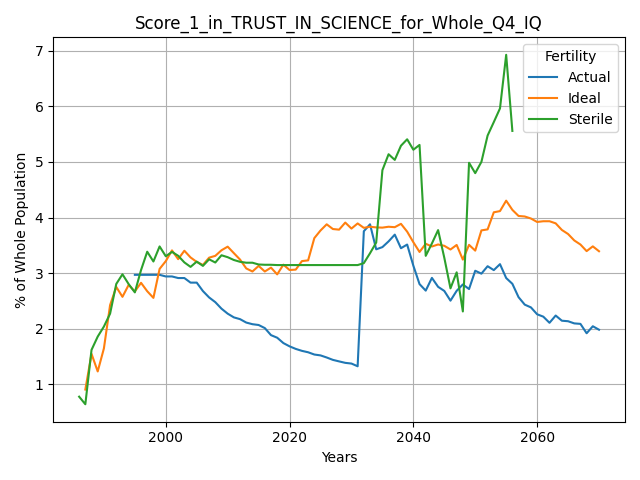 Score_1_in_TRUST_IN_SCIENCE_for_Whole_Q4_IQ
% of Whole Population
7
6
5
4
3
2
1
Fertility
Actual
Ideal
Sterile
2000
2020
2040
2060
Years